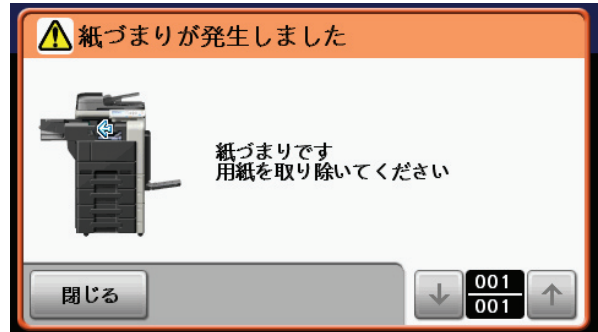 紙づまりが発生しました
紙づまりです
用紙を取り除いてください
閉じる
001
001